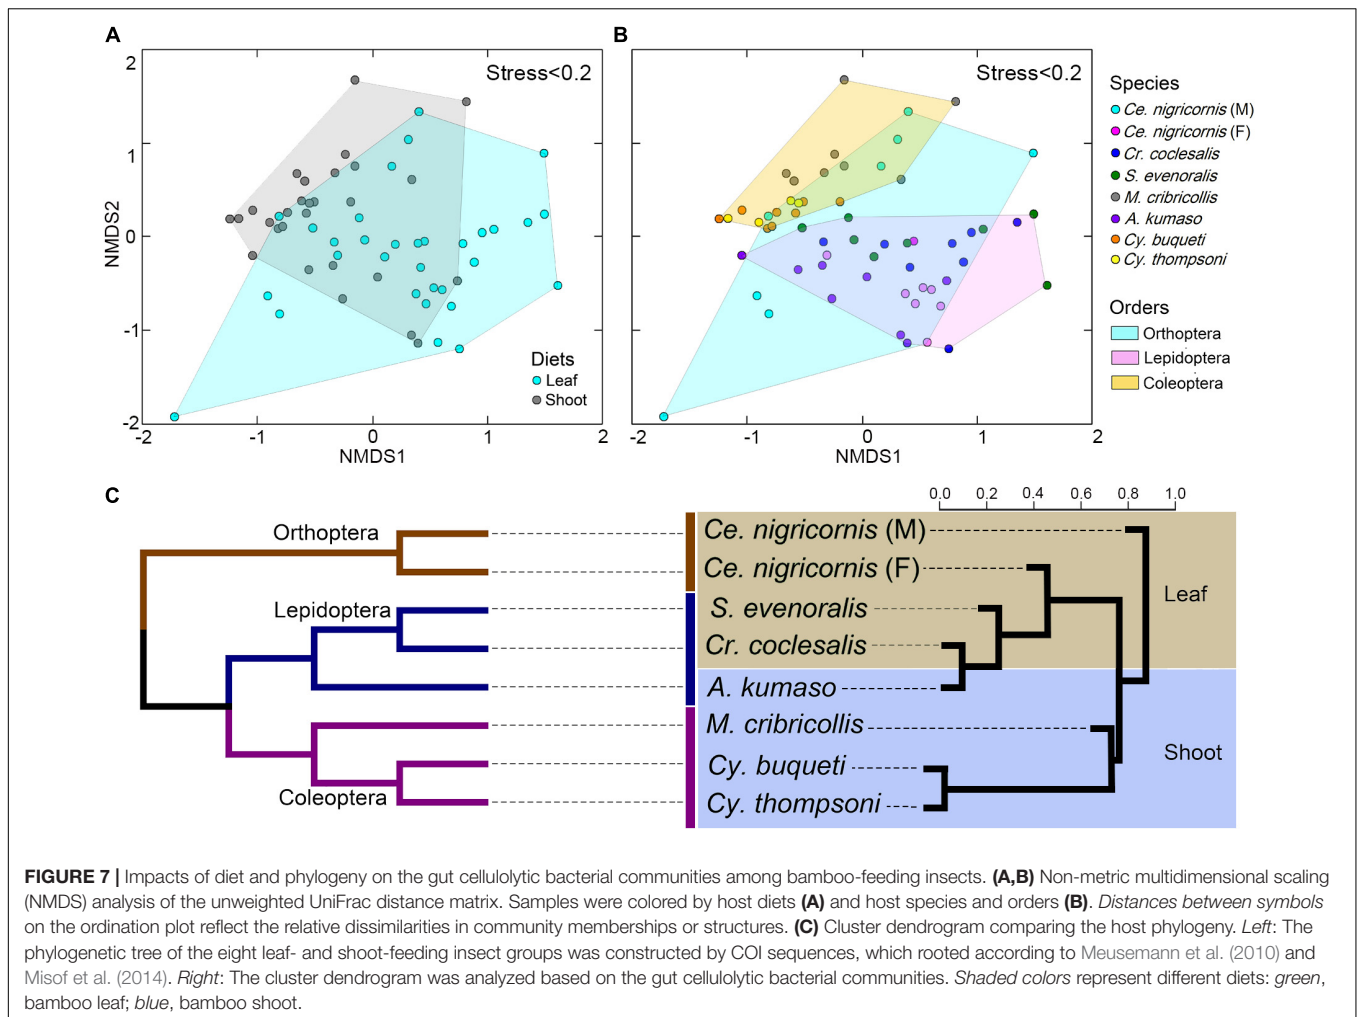 A
B
2
1
0
-1
-2
NMDS2
Stress<0.2
Diets
Leaf
Shoot
-2
-1
0
1
2
NMDS1
Stress<0.2
-2
-1
0
1
2
NMDS1
Species
Ce. nigricornis (M)
Ce. nigricornis (F)
Cr. coclesalis
S. evenoralis
M. cribricollis
A. kumaso
Cy. buqueti
Cy. thompsoni
Orders
Orthoptera
Lepidoptera
Coleoptera
C
0.0 0.2 0.4 0.6 0.8 1.0
Orthoptera
Lepidoptera
Coleoptera
Ce. nigricornis (M)
Ce. nigricornis (F)
S. evenoralis
Cr. coclesalis
A. kumaso
M. cribricollis
Cy. buqueti
Cy. thompsoni
Leaf
Shoot
FIGURE 7 | Impacts of diet and phylogeny on the gut cellulolytic bacterial communities among bamboo-feeding insects. (A,B) Non-metric multidimensional scaling
(NMDS) analysis of the unweighted UniFrac distance matrix. Samples were colored by host diets (A) and host species and orders (B). Distances between symbols
on the ordination plot reflect the relative dissimilarities in community memberships or structures. (C) Cluster dendrogram comparing the host phylogeny. Left: The
phylogenetic tree of the eight leaf- and shoot-feeding insect groups was constructed by COI sequences, which rooted according to Meusemann et al. (2010) and
Misof et al. (2014). Right: The cluster dendrogram was analyzed based on the gut cellulolytic bacterial communities. Shaded colors represent different diets: green,
bamboo leaf; blue, bamboo shoot.